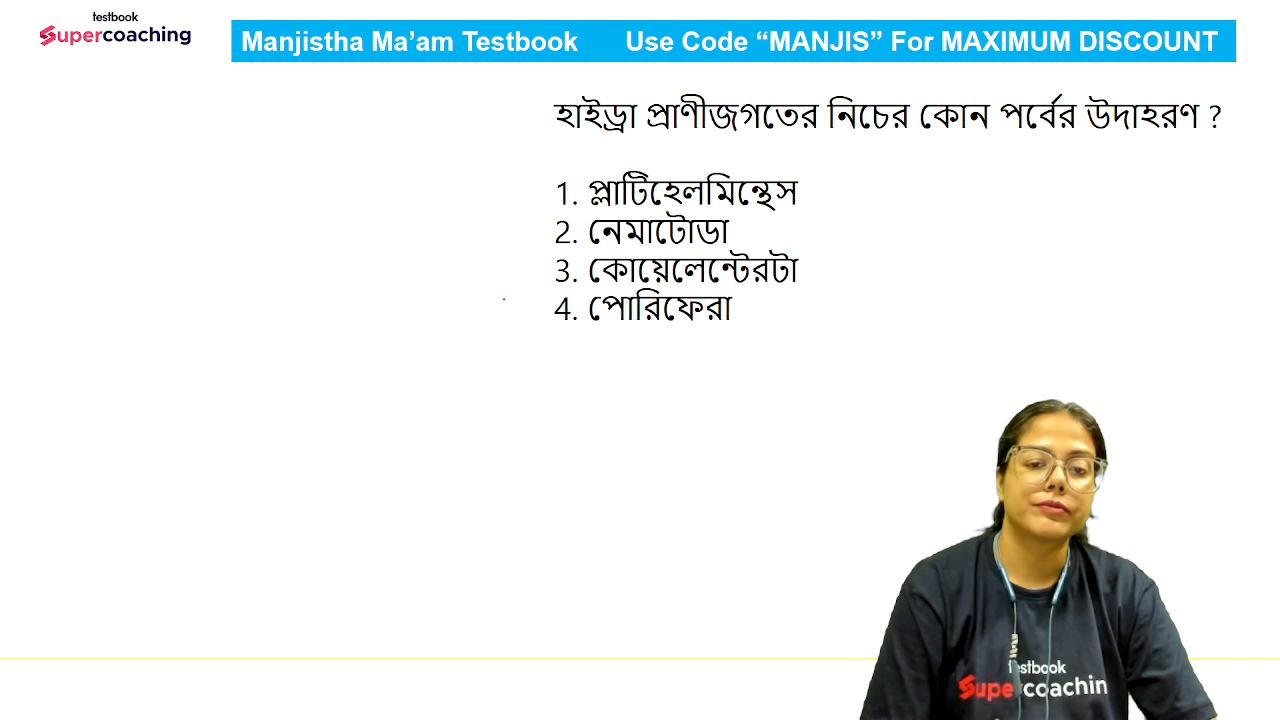 testbook
Supercoaching
Manjistha Ma’am Testbook Use Code “MANJIS” For MAXIMUM DISCOUNT
হাইড্রা প্রাণীজগতের নিচের কোন পর্বের উদাহরণ ?
1. প্লাটিহেলমিন্থেস
2. নেমাটোডা
3. কোয়েলেন্টেরটা
4. পোরিফেরা
testbook
Supercoachin